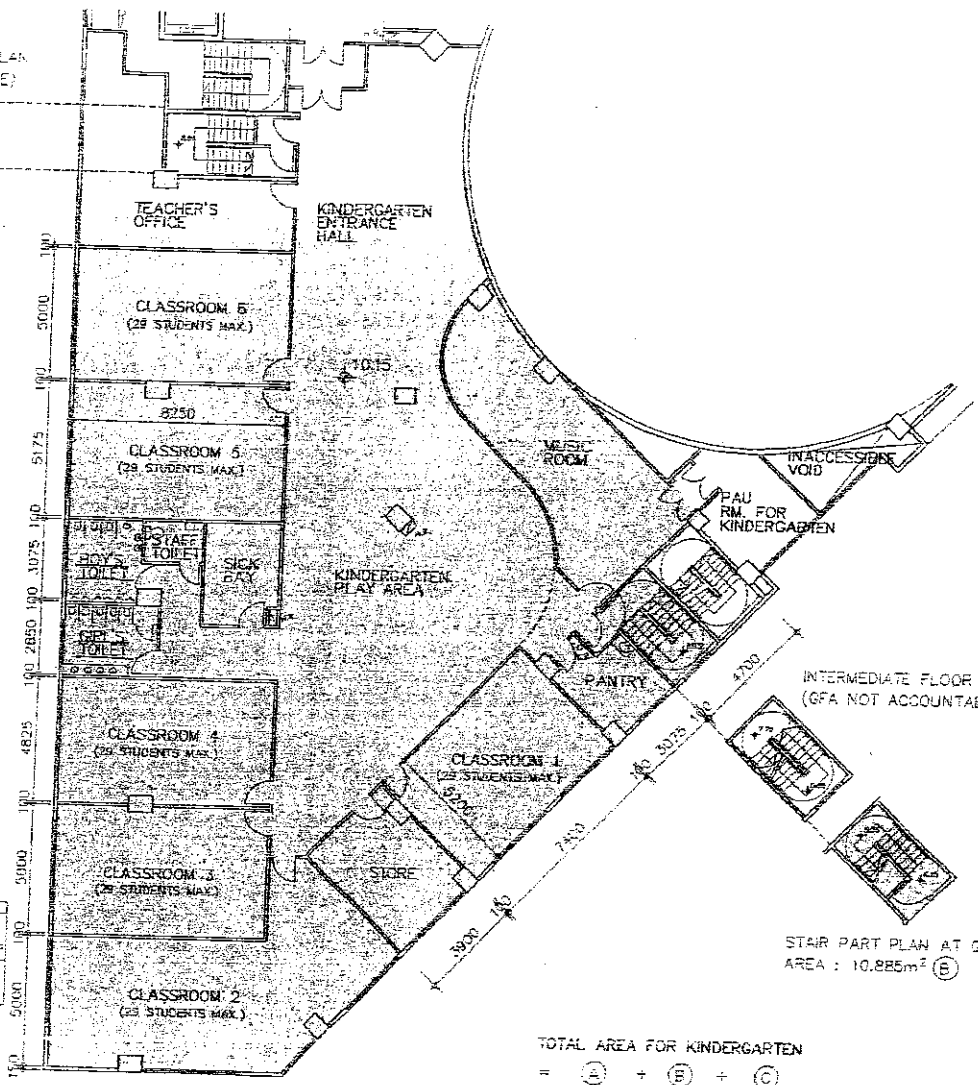 TEACHER'S
OFFICE
KINDERGARTEN
ENTRANCE
HALL
CLASSROOM 6
(29 STUDENTS MAX.)
8250
CLASSROOM 5
(29 STUDENTS MAX.)
MUSIC
ROOM
INACCESSIBLE
VOID
PAU
RM. FOR
KINDERGARTEN
BOY'S
TOILET
STAFF
TOILET
SICK
BAY
KINDERGARTEN
PLAY AREA
GIRL'S
TOILET
PANTRY
CLASSROOM 4
(29 STUDENTS MAX.)
CLASSROOM 1
(29 STUDENTS MAX.)
6200
CLASSROOM 3
(29 STUDENTS MAX.)
STORE
CLASSROOM 2
(29 STUDENTS MAX.)
100
5000
100
5175
100
3075
100
2850
100
4825
100
5000
100
5000
150
4700
100
3075
100
3900
INTERMEDIATE FLOOR
(GFA NOT ACCOUNTAB
STAIR PART PLAN AT G
AREA : 10.885m² (B)
TOTAL AREA FOR KINDERGARTEN
= (A) + (B) + (C)